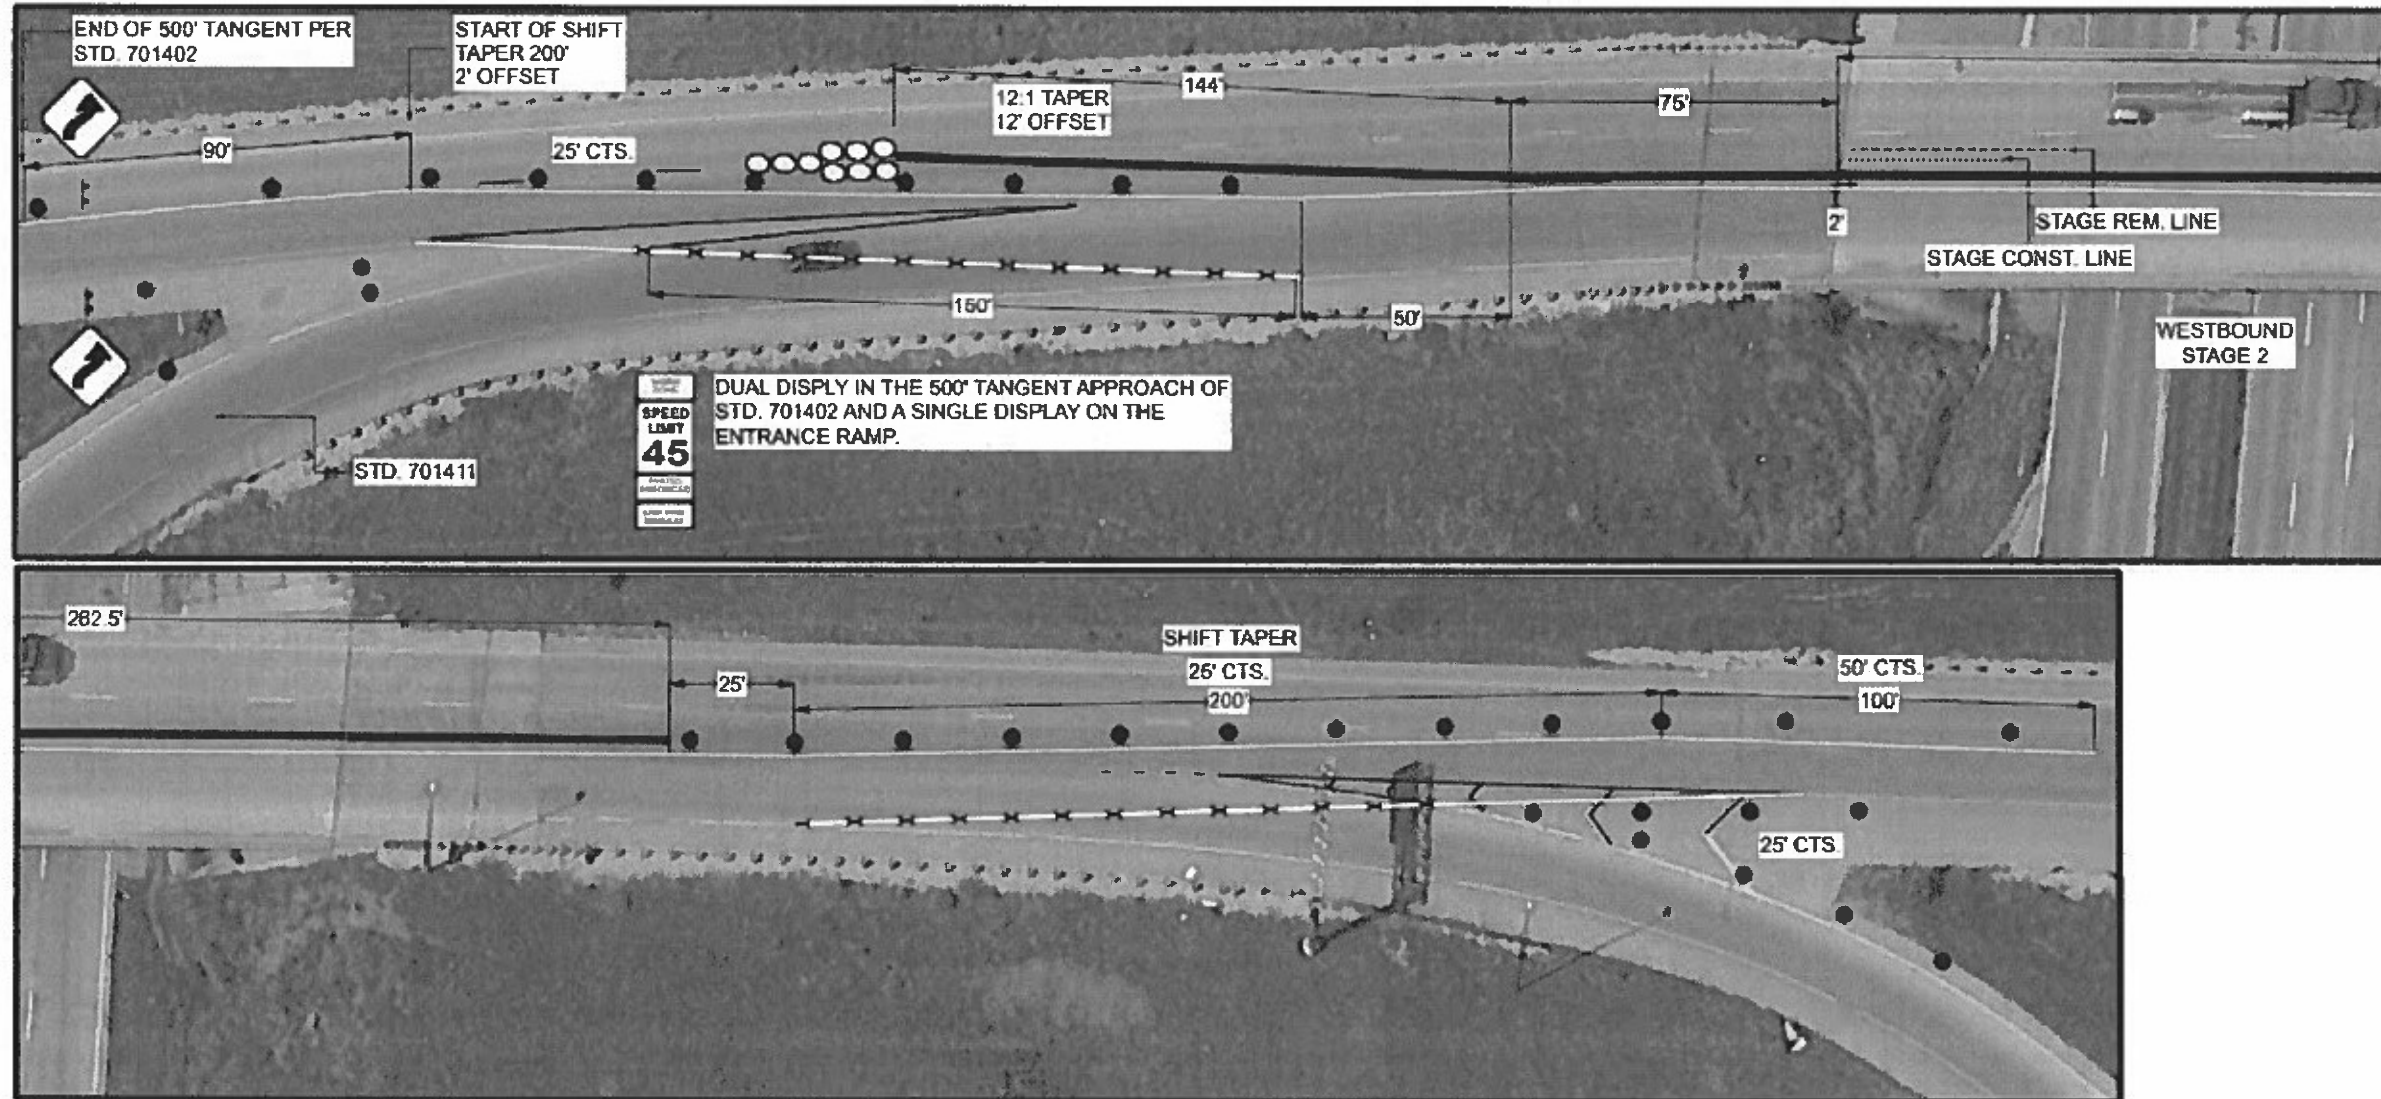 END OF 500' TANGENT PER
STD. 701402
START OF SHIFT
TAPER 200'
2' OFFSET
90'
25' CTS.
12:1 TAPER
12' OFFSET
144'
75'
2'
STAGE REM. LINE
STAGE CONST. LINE
150'
50'
WESTBOUND
STAGE 2
SPEED
LIMIT
45
DUAL DISPLY IN THE 500' TANGENT APPROACH OF
STD. 701402 AND A SINGLE DISPLAY ON THE
ENTRANCE RAMP.
STD. 701411
262.5'
25'
SHIFT TAPER
25' CTS.
200'
50' CTS.
100'
25' CTS.